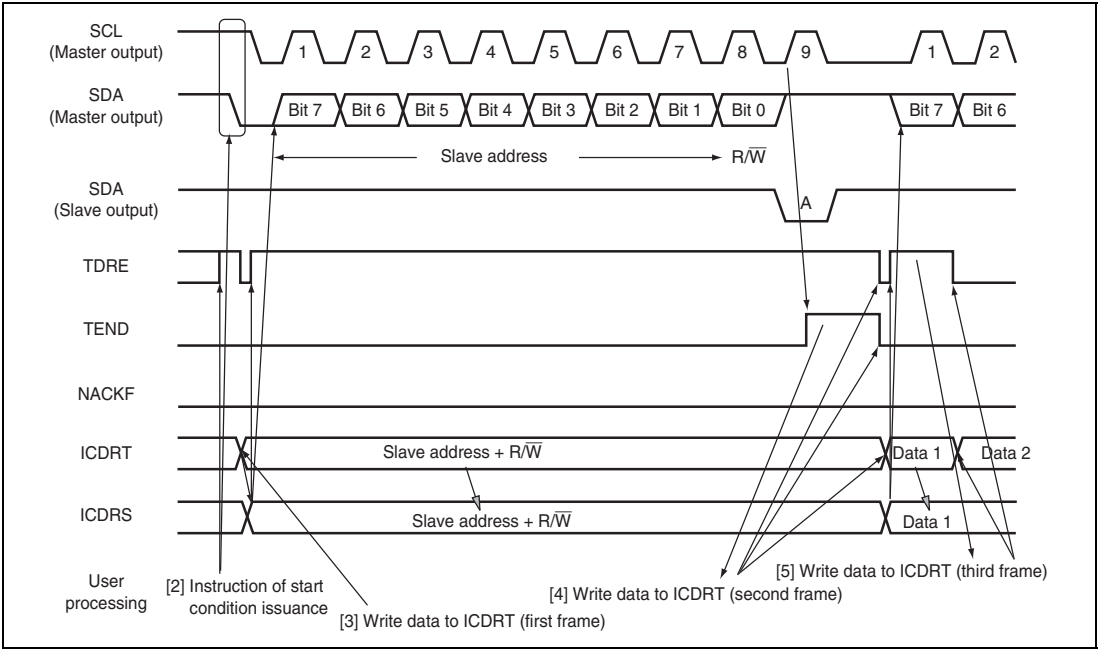 SCL
(Master output)
1 2 3 4 5 6 7 8 9 1 2
SDA
(Master output)
Bit 7 Bit 6 Bit 5 Bit 4 Bit 3 Bit 2 Bit 1 Bit 0 Bit 7 Bit 6
Slave address R/W̅
SDA
(Slave output)
A
TDRE
TEND
NACKF
ICDRT
Slave address + R/W̅ Data 1 Data 2
ICDRS
Slave address + R/W̅ Data 1
User
processing
[2] Instruction of start
condition issuance
[3] Write data to ICDRT (first frame)
[4] Write data to ICDRT (second frame)
[5] Write data to ICDRT (third frame)